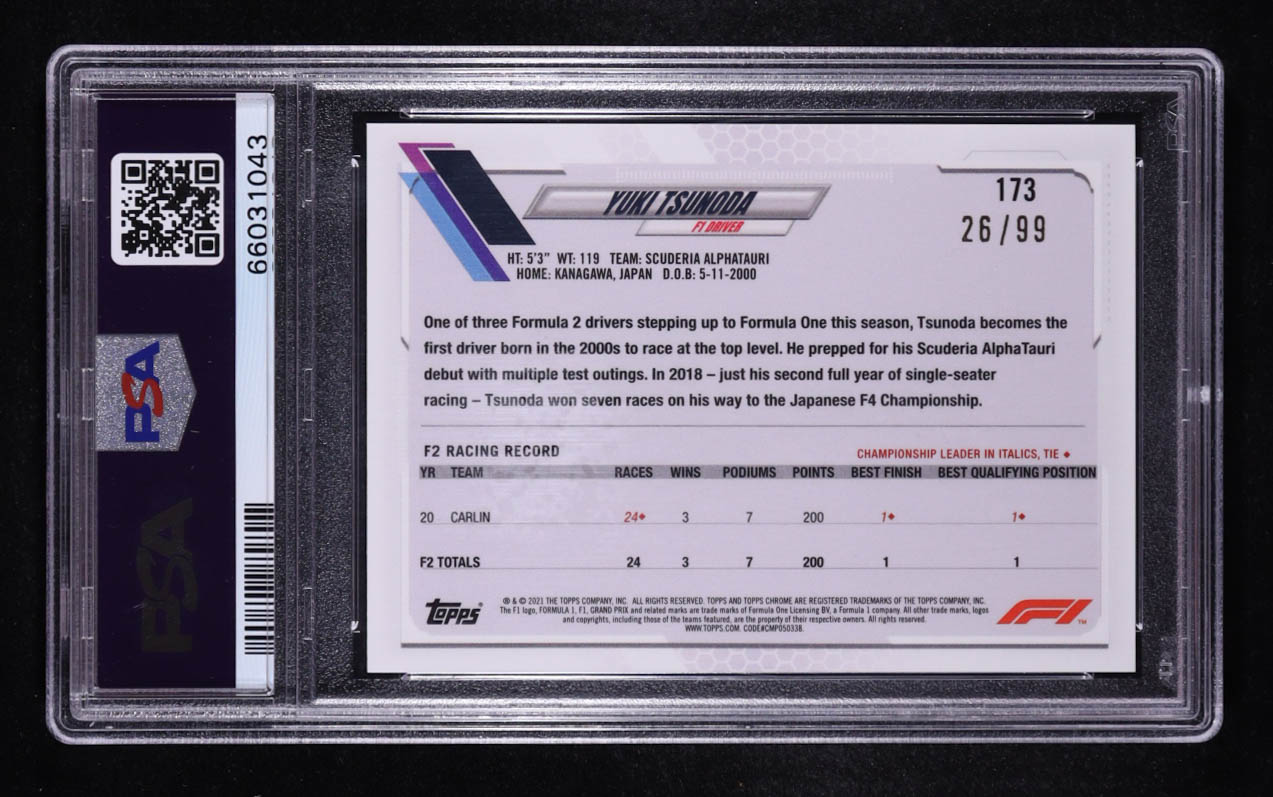 66031043
PSA
PSA
YUKI TSUNODA
F1 DRIVER
173
26/99
HT: 5'3" WT: 119 TEAM: SCUDERIA ALPHATAURI
HOME: KANAGAWA, JAPAN D.O.B: 5-11-2000
One of three Formula 2 drivers stepping up to Formula One this season, Tsunoda becomes the
first driver born in the 2000s to race at the top level. He prepped for his Scuderia AlphaTauri
debut with multiple test outings. In 2018 – just his second full year of single-seater
racing – Tsunoda won seven races on his way to the Japanese F4 Championship.
F2 RACING RECORD
CHAMPIONSHIP LEADER IN ITALICS, TIE ♦
YR TEAM RACES WINS PODIUMS POINTS BEST FINISH BEST QUALIFYING POSITION
20 CARLIN 24♦ 3 7 200 1♦ 1♦
F2 TOTALS 24 3 7 200 1 1
Topps
® & © 2021 THE TOPPS COMPANY, INC. ALL RIGHTS RESERVED. TOPPS AND TOPPS CHROME ARE REGISTERED TRADEMARKS OF THE TOPPS COMPANY, INC.
The F1 logo, FORMULA 1, F1, GRAND PRIX and related marks are trade marks of Formula One Licensing BV, a Formula 1 company. All other trade marks, logos
and copyrights, including those of the teams featured, are the property of their respective owners. All rights reserved.
WWW.TOPPS.COM. CODE#CMP050338.
F1 ™
PSA